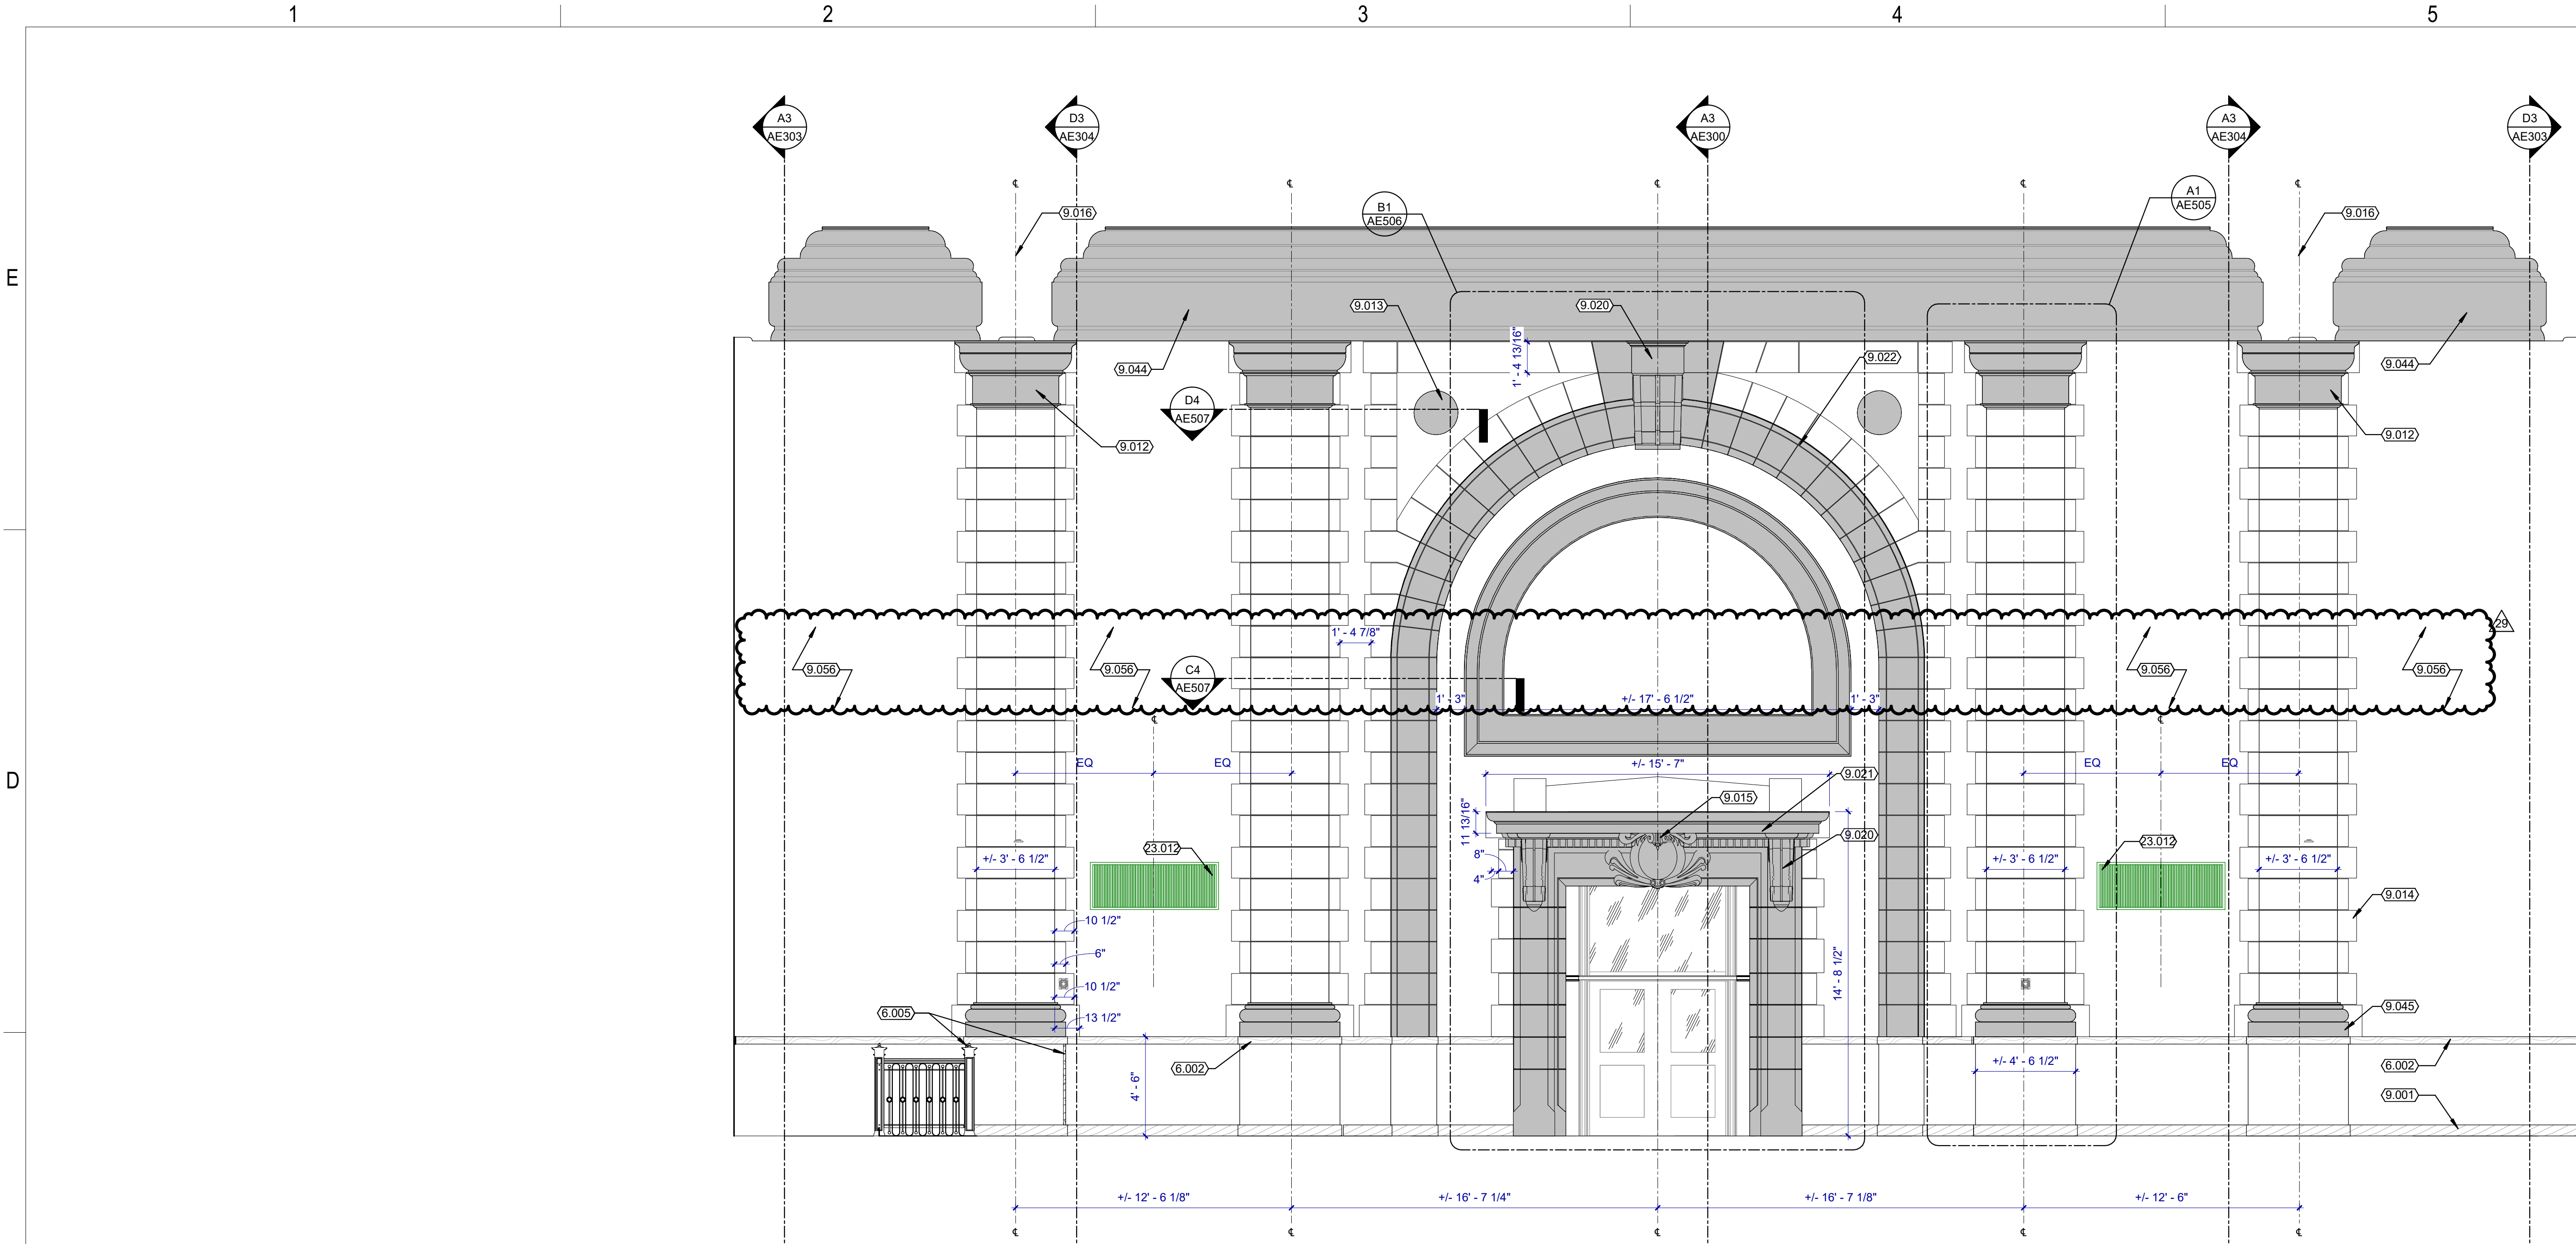 1 2 3 4 5
A3 D3 A3 A3 D3
AE303 AE304 AE300 AE304 AE303
℄ ℄ ℄ ℄ ℄
A1
AE505
B1
AE506
9.016 9.016
E
9.013 9.020
1' - 4 13/16"
9.022
9.044 9.044
D4
AE507
9.012 9.012
29
1' - 4 7/8"
9.056 9.056 9.056 9.056
C4
AE507
1' - 3" +/- 17' - 6 1/2" 1' - 3"
℄ ℄
EQ EQ +/- 15' - 7" EQ EQ
D
9.021
9.015
11 13/16"
9.020
23.012 23.012
8"
+/- 3' - 6 1/2" +/- 3' - 6 1/2" +/- 3' - 6 1/2"
4"
9.014
10 1/2"
6"
14' - 8 1/2"
10 1/2"
9.045
6.005 13 1/2"
6.002 +/- 4' - 6 1/2" 6.002
4' - 6"
9.001
+/- 12' - 6 1/8" +/- 16' - 7 1/4" +/- 16' - 7 1/8" +/- 12' - 6"
℄ ℄ ℄ ℄ ℄